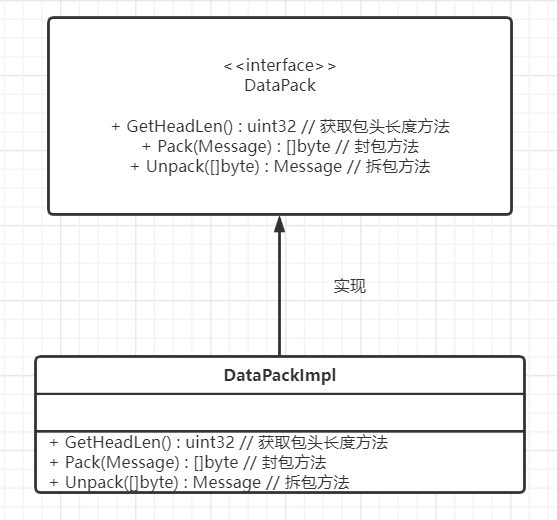 <<interface>>
DataPack
+ GetHeadLen() : uint32 // 获取包头长度方法
+ Pack(Message) : []byte // 封包方法
+ Unpack([]byte) : Message // 拆包方法
实现
DataPackImpl
+ GetHeadLen() : uint32 // 获取包头长度方法
+ Pack(Message) : []byte // 封包方法
+ Unpack([]byte) : Message // 拆包方法